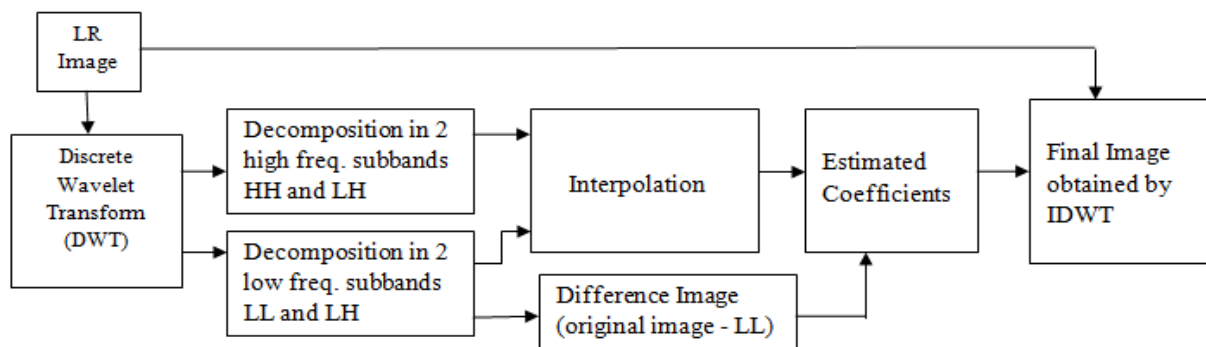 LR
Image
Discrete
Wavelet
Transform
(DWT)
Decomposition in 2
high freq. subbands
HH and LH
Decomposition in 2
low freq. subbands
LL and LH
Interpolation
Difference Image
(original image - LL)
Estimated
Coefficients
Final Image
obtained by
IDWT